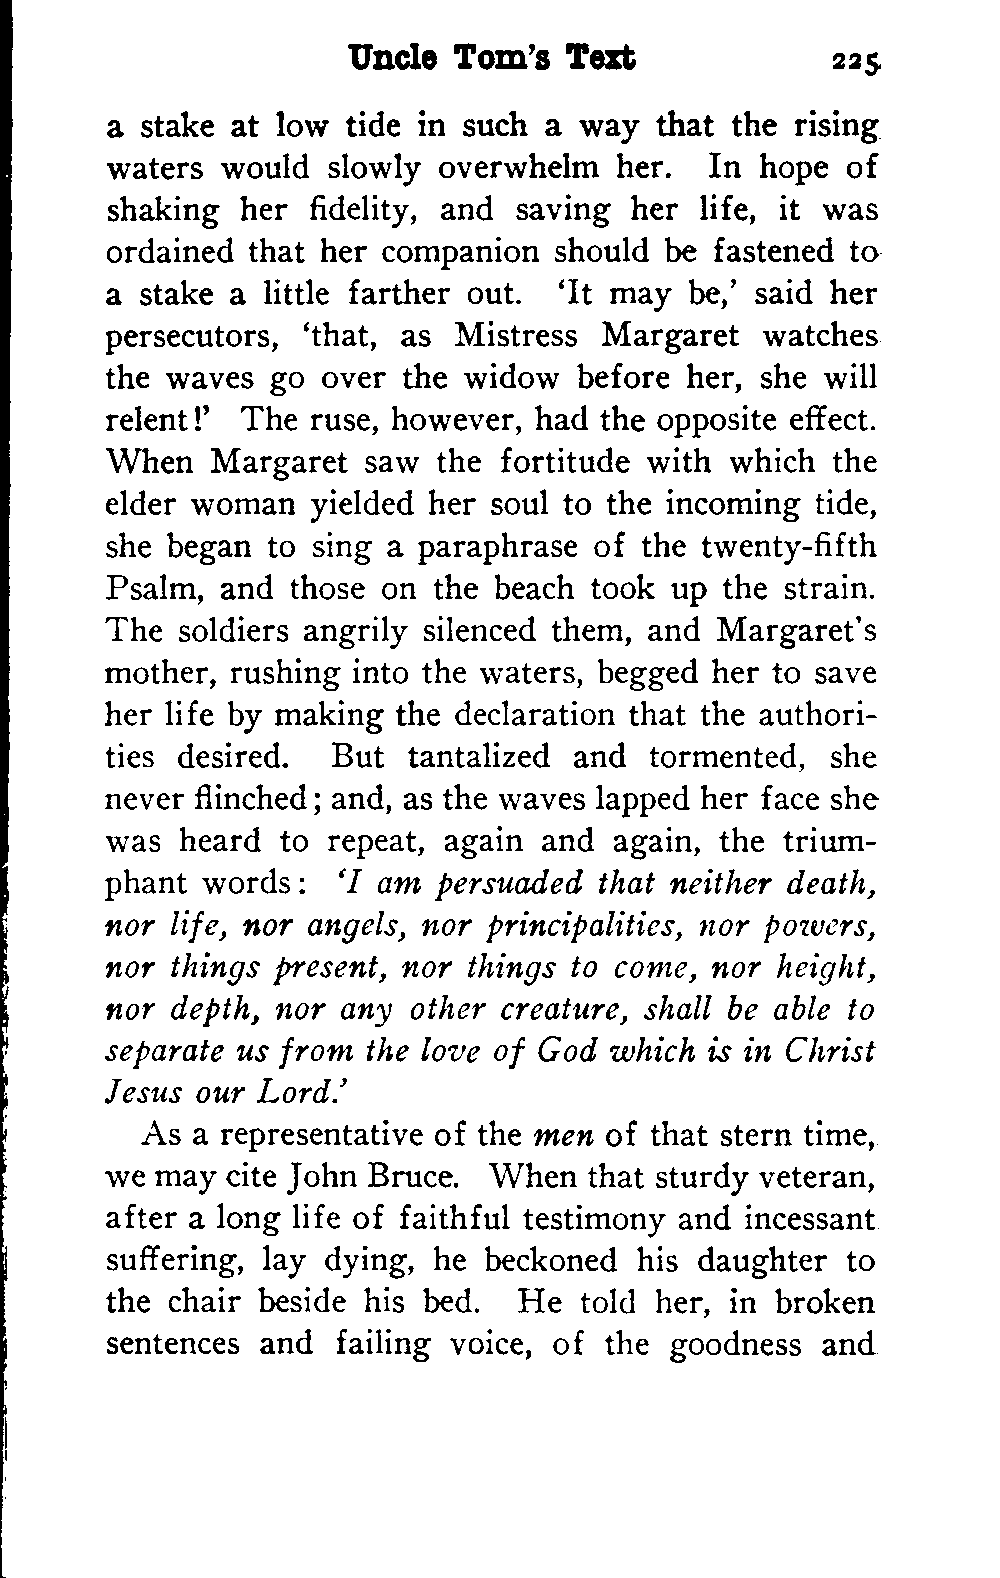 Uncle Tom's Text 225
a stake at low tide in such a way that the rising
waters would slowly overwhelm her. In hope of
shaking her fidelity, and saving her life, it was
ordained that her companion should be fastened to
a stake a little farther out. 'It may be,' said her
persecutors, 'that, as Mistress Margaret watches
the waves go over the widow before her, she will
relent!' The ruse, however, had the opposite effect.
When Margaret saw the fortitude with which the
elder woman yielded her soul to the incoming tide,
she began to sing a paraphrase of the twenty-fifth
Psalm, and those on the beach took up the strain.
The soldiers angrily silenced them, and Margaret's
mother, rushing into the waters, begged her to save
her life by making the declaration that the authori-
ties desired. But tantalized and tormented, she
never flinched; and, as the waves lapped her face she
was heard to repeat, again and again, the trium-
phant words: 'I am persuaded that neither death,
nor life, nor angels, nor principalities, nor powers,
nor things present, nor things to come, nor height,
nor depth, nor any other creature, shall be able to
separate us from the love of God which is in Christ
Jesus our Lord.'
As a representative of the men of that stern time,
we may cite John Bruce. When that sturdy veteran,
after a long life of faithful testimony and incessant
suffering, lay dying, he beckoned his daughter to
the chair beside his bed. He told her, in broken
sentences and failing voice, of the goodness and